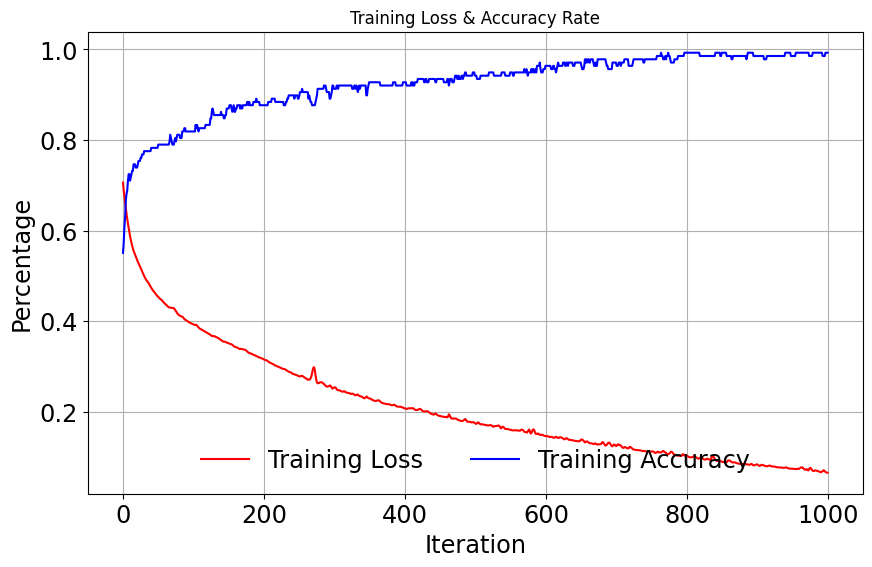 Training Loss & Accuracy Rate
1.0
0.8
0.6
0.4
0.2
Percentage
Training Loss Training Accuracy
0 200 400 600 800 1000
Iteration